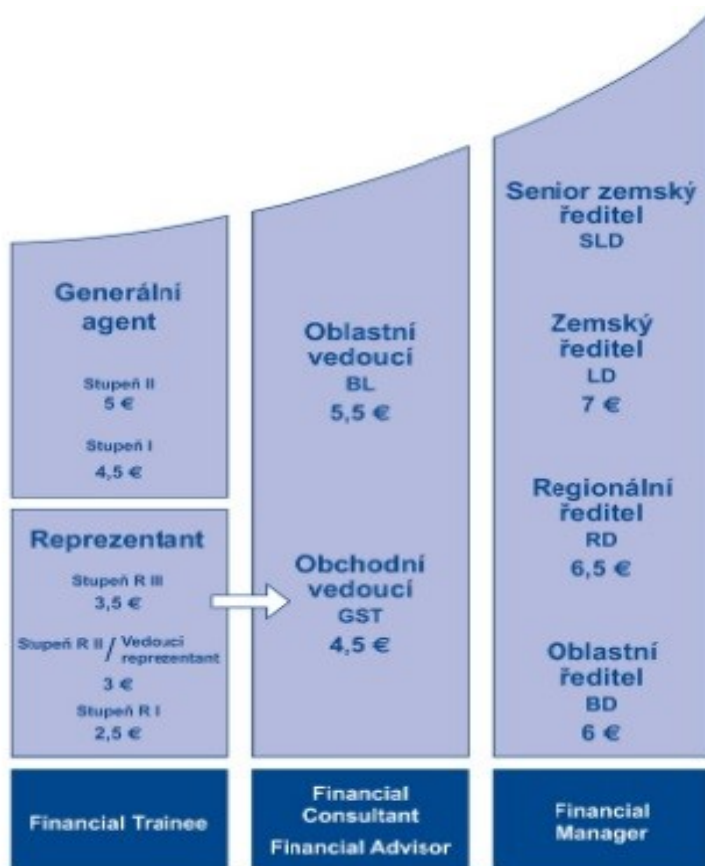 Generální
agent
Stupeň II
5 €
Stupeň I
4,5 €
Reprezentant
Stupeň R III
3,5 €
Stupeň R II / Vedoucí
reprezentant
3 €
Stupeň R I
2,5 €
Financial Trainee
Oblastní
vedoucí
BL
5,5 €
Obchodní
vedoucí
GST
4,5 €
Financial
Consultant
Financial Advisor
Senior zemský
ředitel
SLD
Zemský
ředitel
LD
7 €
Regionální
ředitel
RD
6,5 €
Oblastní
ředitel
BD
6 €
Financial
Manager